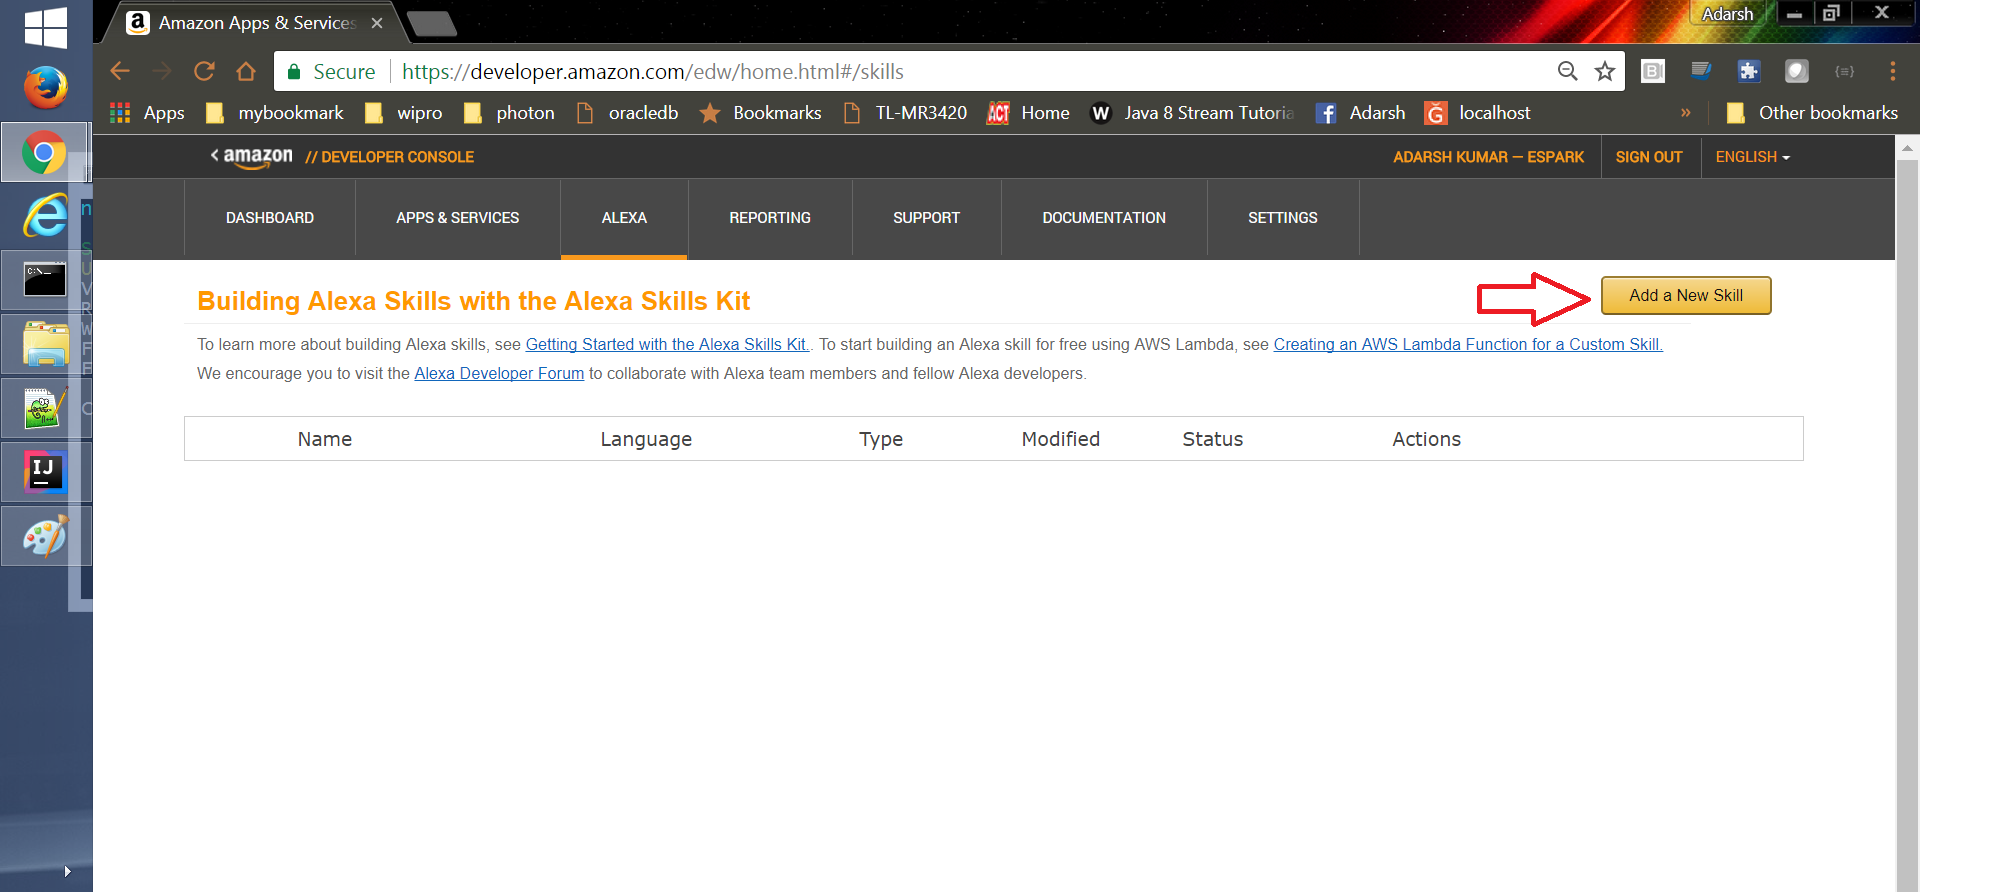 Amazon Apps & Services
Adarsh
Secure https://developer.amazon.com/edw/home.html#/skills
Apps mybookmark wipro photon oracledb Bookmarks TL-MR3420 ACT Home W Java 8 Stream Tutoria Adarsh localhost » Other bookmarks
< amazon // DEVELOPER CONSOLE ADARSH KUMAR — ESPARK SIGN OUT ENGLISH
DASHBOARD APPS & SERVICES ALEXA REPORTING SUPPORT DOCUMENTATION SETTINGS
Building Alexa Skills with the Alexa Skills Kit
Add a New Skill
To learn more about building Alexa skills, see Getting Started with the Alexa Skills Kit.. To start building an Alexa skill for free using AWS Lambda, see Creating an AWS Lambda Function for a Custom Skill.
We encourage you to visit the Alexa Developer Forum to collaborate with Alexa team members and fellow Alexa developers.
Name Language Type Modified Status Actions
IJ